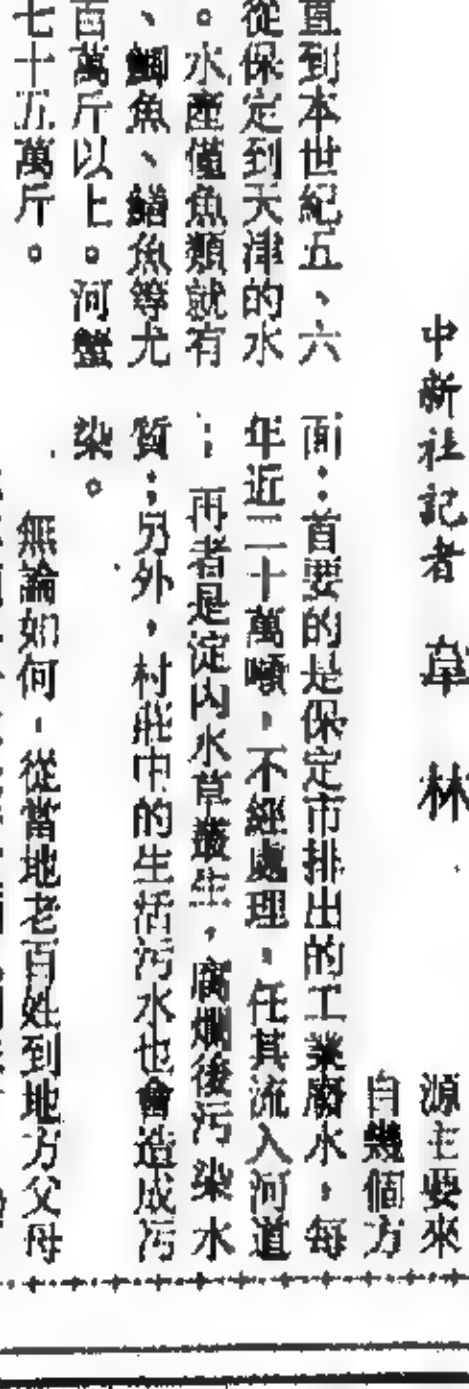 中新社記者 韋 林
直到本世紀五、六
從保定到天津的水
。水產僅魚類就有
、鯽魚、鱔魚等尤
百萬斤以上。河蟹
七十五萬斤。
源主要來
自幾個方
面：首要的是保定市排出的工業廢水，每
年近二十萬噸，不經處理，任其流入河道
；再者是淀內水草叢生，腐爛後污染水
質；另外，村莊中的生活污水也會造成污
染。
無論如何，從當地老百姓到地方父母